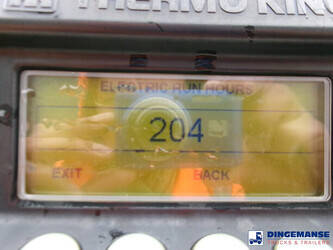 THERMO KING
ELECTRIC RUN HOURS
204
EXIT BACK
DINGEMANSE
TRUCKS & TRAILERS